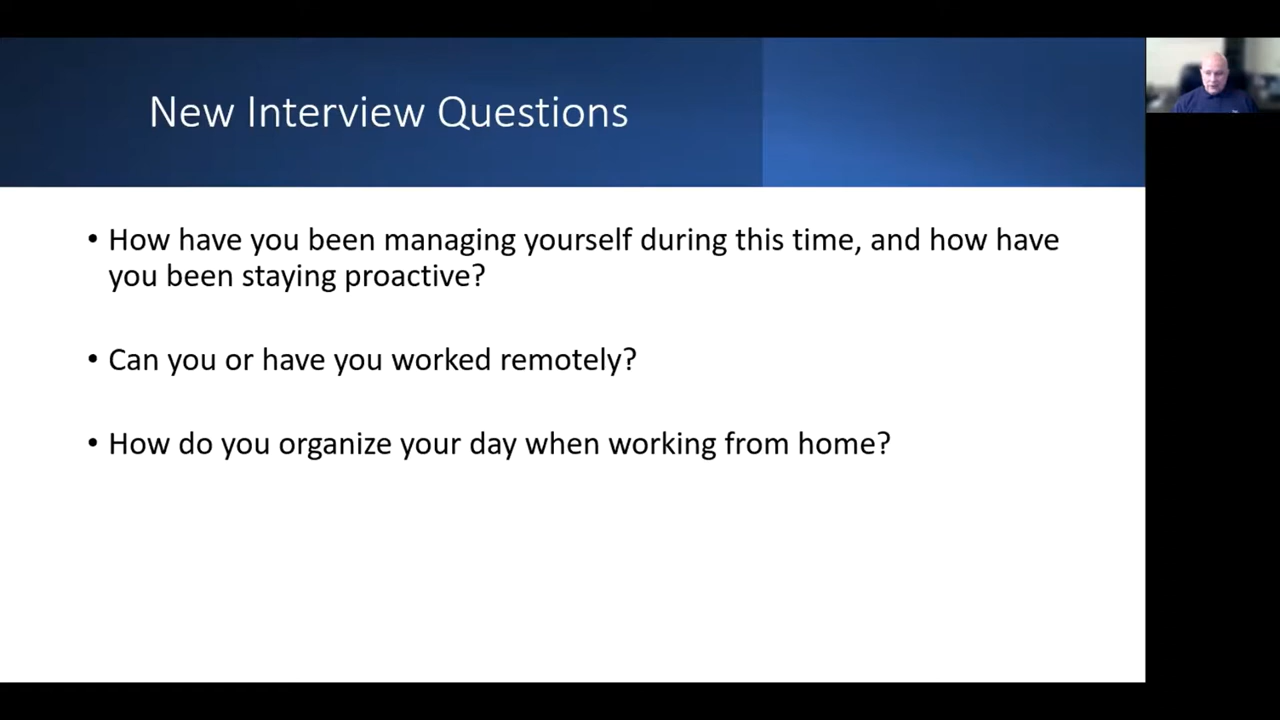 New Interview Questions
• How have you been managing yourself during this time, and how have
you been staying proactive?
• Can you or have you worked remotely?
• How do you organize your day when working from home?